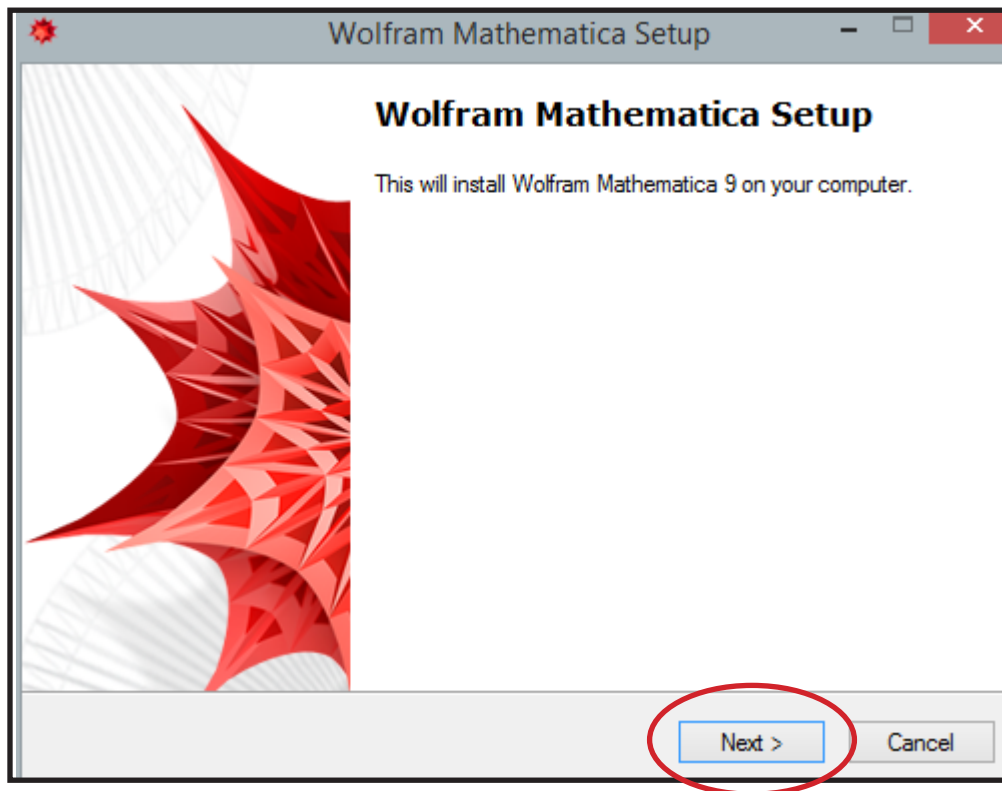 Wolfram Mathematica Setup
Wolfram Mathematica Setup
This will install Wolfram Mathematica 9 on your computer.
Next >
Cancel